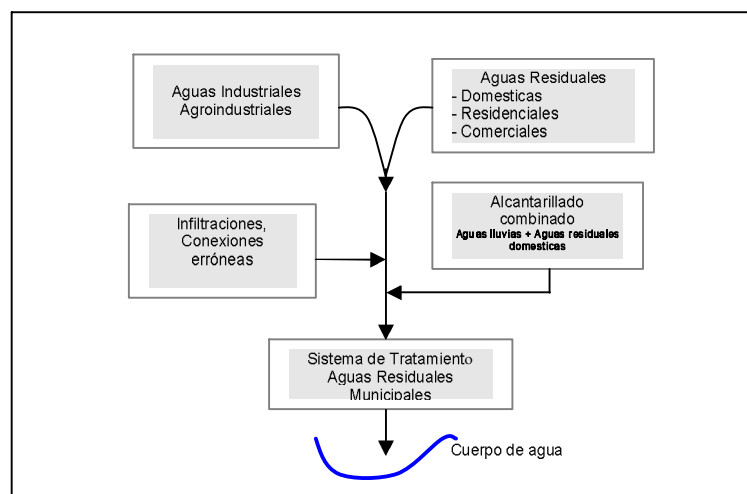 Aguas Industriales
Agroindustriales
Aguas Residuales
- Domesticas
- Residenciales
- Comerciales
Infiltraciones,
Conexiones
erróneas
Alcantarillado
combinado
Aguas lluvias + Aguas residuales
domesticas
Sistema de Tratamiento
Aguas Residuales
Municipales
Cuerpo de agua